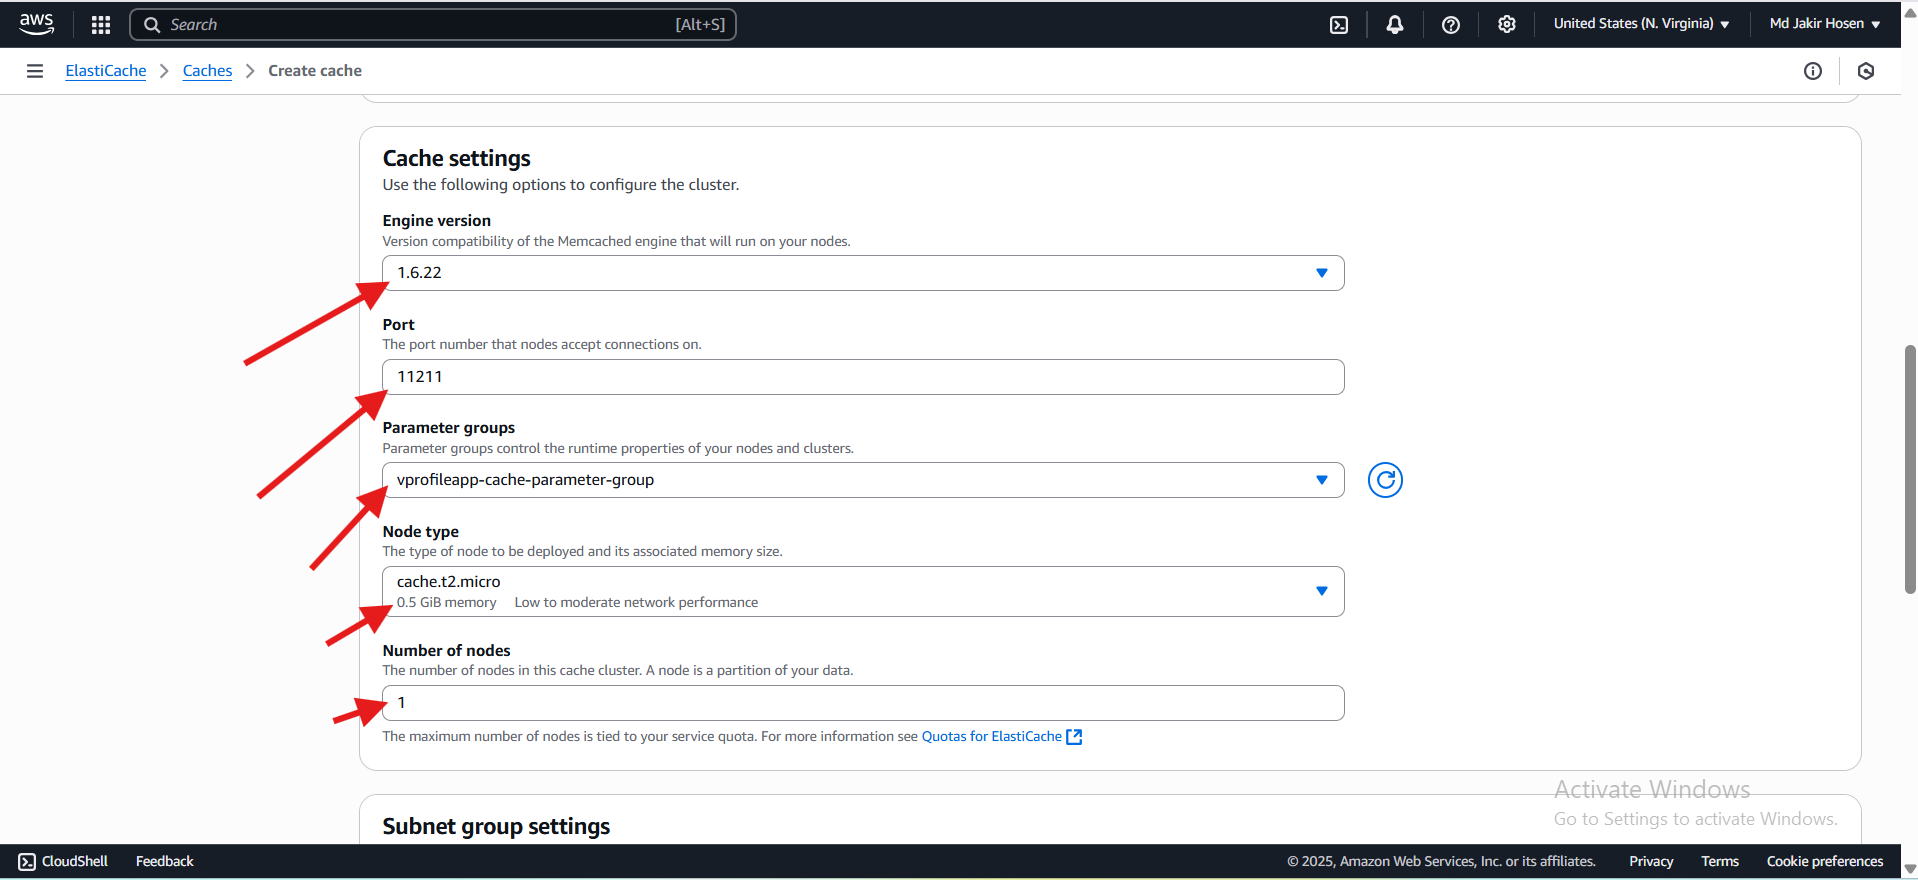 aws
Search [Alt+S]
United States (N. Virginia)
Md Jakir Hosen
ElastiCache > Caches > Create cache
Cache settings
Use the following options to configure the cluster.
Engine version
Version compatibility of the Memcached engine that will run on your nodes.
1.6.22
Port
The port number that nodes accept connections on.
11211
Parameter groups
Parameter groups control the runtime properties of your nodes and clusters.
vprofileapp-cache-parameter-group
Node type
The type of node to be deployed and its associated memory size.
cache.t2.micro
0.5 GiB memory Low to moderate network performance
Number of nodes
The number of nodes in this cache cluster. A node is a partition of your data.
1
The maximum number of nodes is tied to your service quota. For more information see Quotas for ElastiCache
Activate Windows
Go to Settings to activate Windows.
Subnet group settings
CloudShell Feedback © 2025, Amazon Web Services, Inc. or its affiliates. Privacy Terms Cookie preferences